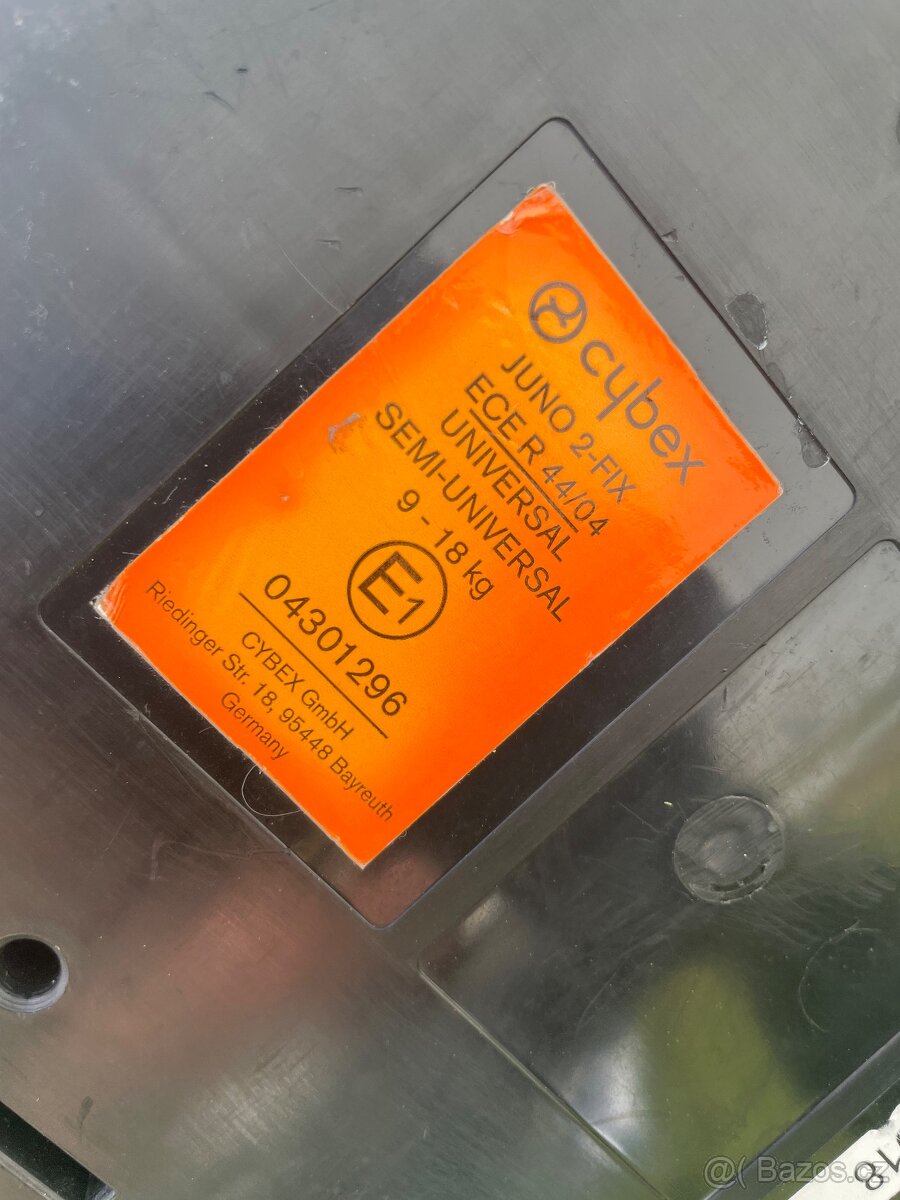 cybex
JUNO 2-FIX
ECE R 44/04
UNIVERSAL
SEMI-UNIVERSAL
9 - 18 kg
E1
04301296
CYBEX GmbH
Riedinger Str. 18, 95448 Bayreuth
Germany
@( Bazos.cz